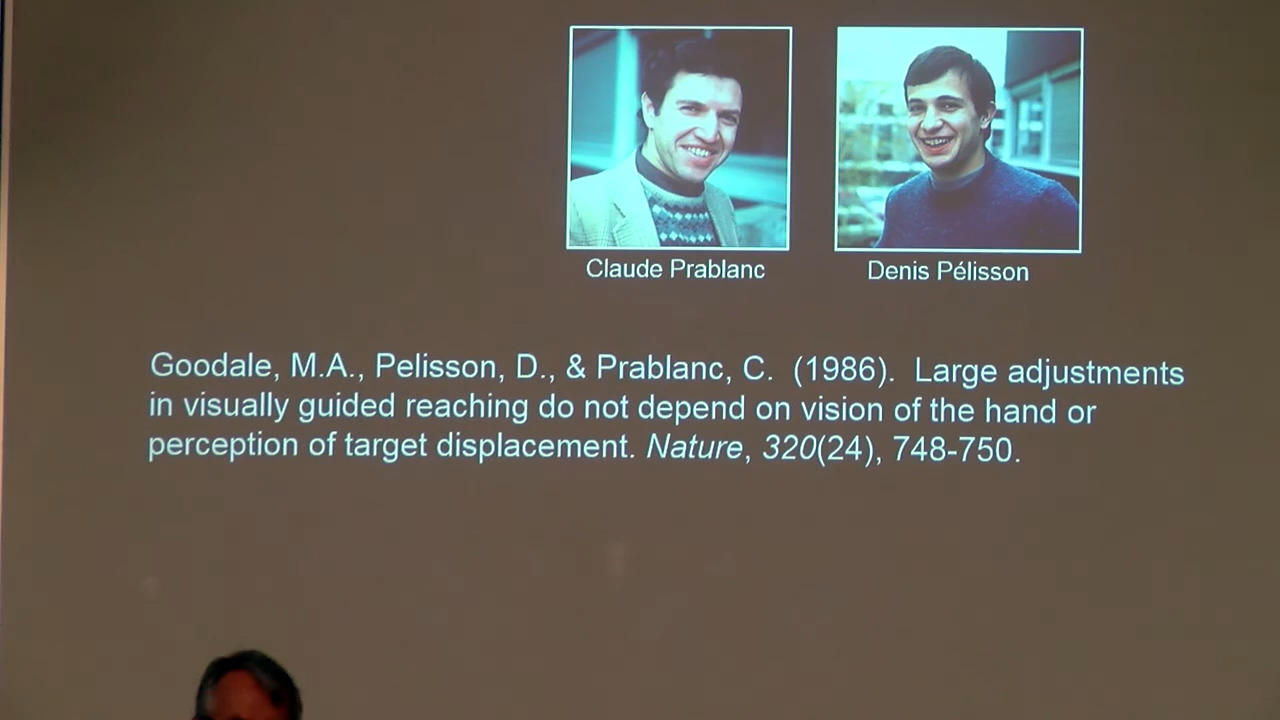 Claude Prablanc
Denis Pélisson
Goodale, M.A., Pelisson, D., & Prablanc, C. (1986). Large adjustments
in visually guided reaching do not depend on vision of the hand or
perception of target displacement. Nature, 320(24), 748-750.